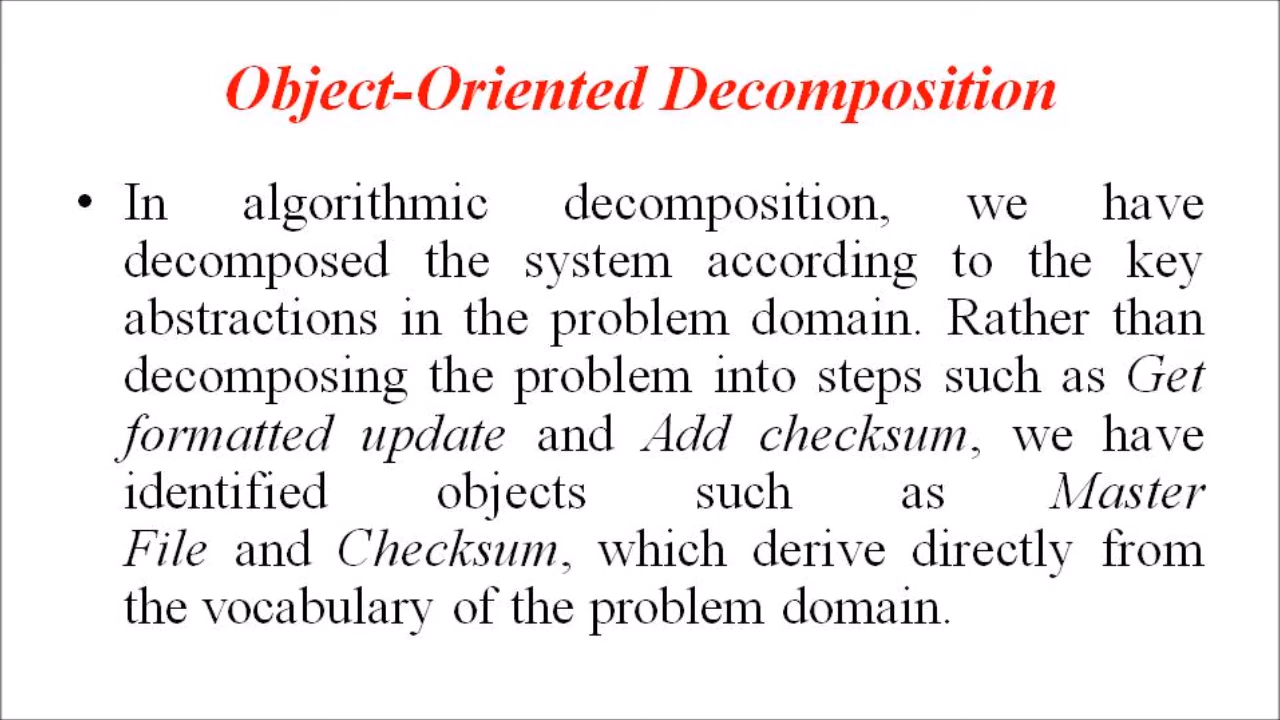 Object-Oriented Decomposition
• In algorithmic decomposition, we have
decomposed the system according to the key
abstractions in the problem domain. Rather than
decomposing the problem into steps such as Get
formatted update and Add checksum, we have
identified objects such as Master
File and Checksum, which derive directly from
the vocabulary of the problem domain.